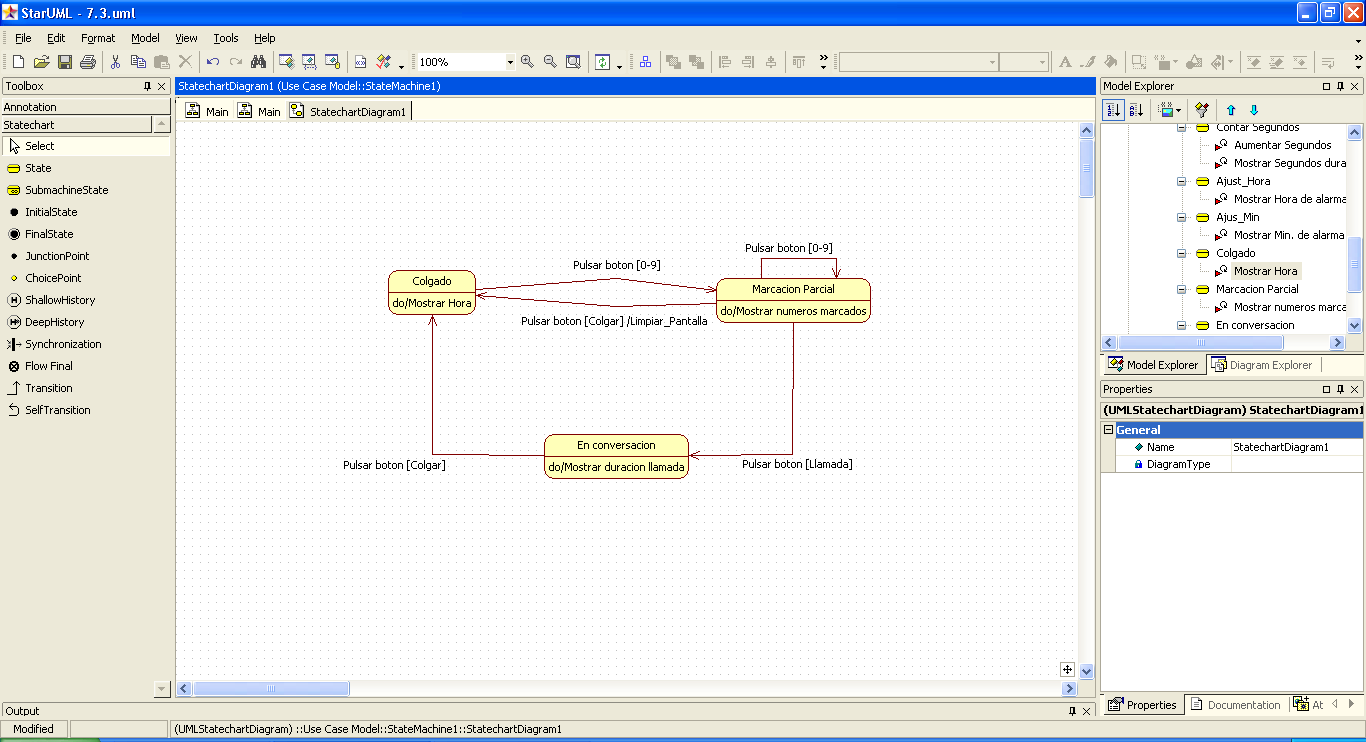 StarUML - 7.3.uml
File Edit Format Model View Tools Help
100%
Toolbox
Annotation
Statechart
Select
State
SubmachineState
InitialState
FinalState
JunctionPoint
ChoicePoint
ShallowHistory
DeepHistory
Synchronization
Flow Final
Transition
SelfTransition
StatechartDiagram1 (Use Case Model::StateMachine1)
Main Main StatechartDiagram1
Pulsar boton [0-9]
Pulsar boton [0-9]
Colgado
do/Mostrar Hora
Marcacion Parcial
do/Mostrar numeros marcados
Pulsar boton [Colgar] /Limpiar_Pantalla
En conversacion
do/Mostrar duracion llamada
Pulsar boton [Colgar]
Pulsar boton [Llamada]
Model Explorer
Contar Segundos
Aumentar Segundos
Mostrar Segundos dura
Ajust_Hora
Mostrar Hora de alarma
Ajus_Min
Mostrar Min. de alarma
Colgado
Mostrar Hora
Marcacion Parcial
Mostrar numeros marca
En conversacion
Model Explorer Diagram Explorer
Properties
(UMLStatechartDiagram) StatechartDiagram1
General
Name StatechartDiagram1
DiagramType
Properties Documentation At
Output
Modified
(UMLStatechartDiagram) ::Use Case Model::StateMachine1::StatechartDiagram1